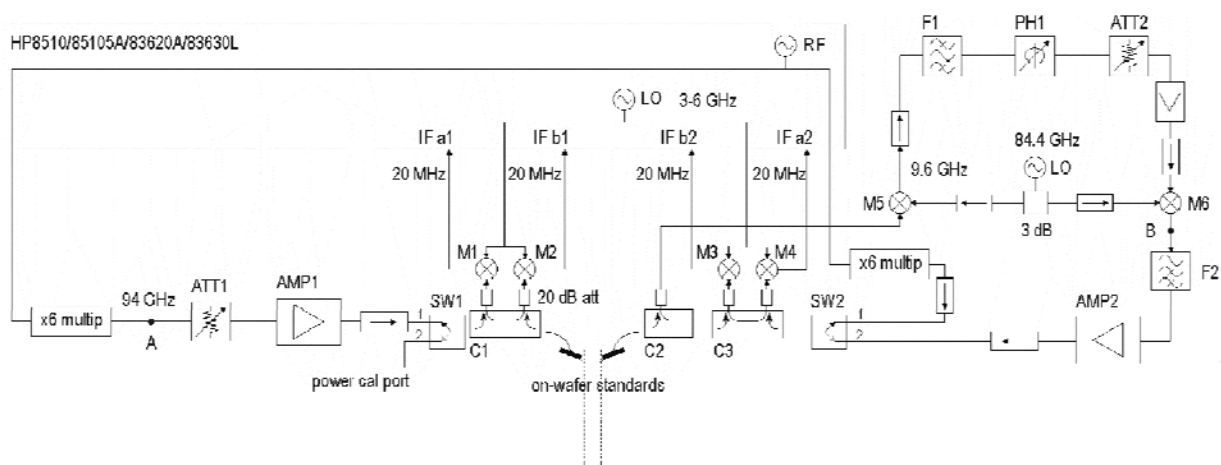 F1 PH1 ATT2
HP8510/85105A/83620A/83630L
RF
LO 3-6 GHz
IF a1 IF b1 IF b2 IF a2
84.4 GHz
20 MHz 20 MHz 20 MHz 20 MHz
9.6 GHz
LO
M5 M6
3 dB B
M1 M2 M3 M4
x6 multip
F2
94 GHz ATT1 AMP1
SW1 20 dB att
SW2
AMP2
x6 multip
1 1
2 2
A
C1 C2 C3
power cal port
on-wafer standards